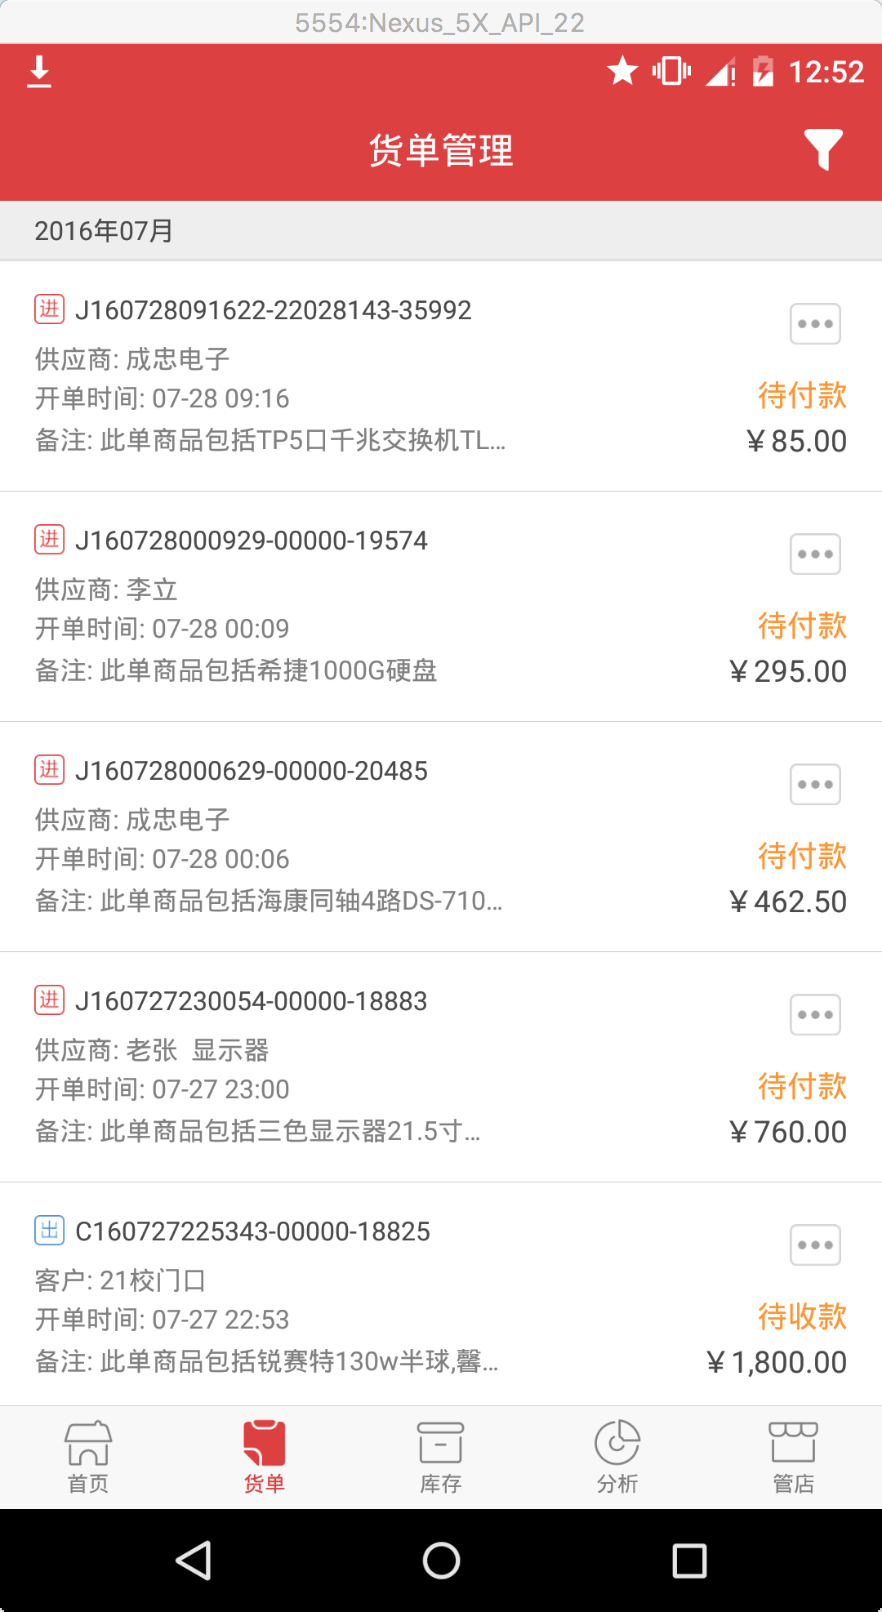 5554:Nexus_5X_API_22
12:52
货单管理
2016年07月
进 J160728091622-22028143-35992
供应商: 成忠电子
开单时间: 07-28 09:16
待付款
备注: 此单商品包括TP5口千兆交换机TL...
¥85.00
进 J160728000929-00000-19574
供应商: 李立
开单时间: 07-28 00:09
待付款
备注: 此单商品包括希捷1000G硬盘
¥295.00
进 J160728000629-00000-20485
供应商: 成忠电子
开单时间: 07-28 00:06
待付款
备注: 此单商品包括海康同轴4路DS-710...
¥462.50
进 J160727230054-00000-18883
供应商: 老张 显示器
开单时间: 07-27 23:00
待付款
备注: 此单商品包括三色显示器21.5寸...
¥760.00
出 C160727225343-00000-18825
客户: 21校门口
开单时间: 07-27 22:53
待收款
备注: 此单商品包括锐赛特130w半球,馨...
¥1,800.00
首页 货单 库存 分析 管店